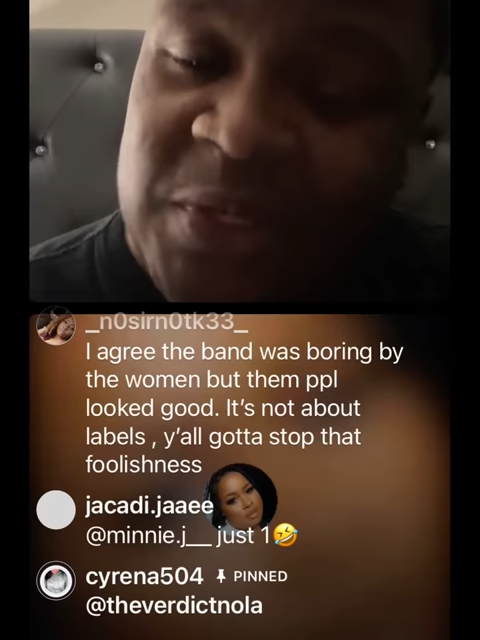 _n0sirn0tk33_
I agree the band was boring by
the women but them ppl
looked good. It’s not about
labels , y’all gotta stop that
foolishness
jacadi.jaaee
@minnie.j__ just 1🤣
cyrena504 PINNED
@theverdictnola